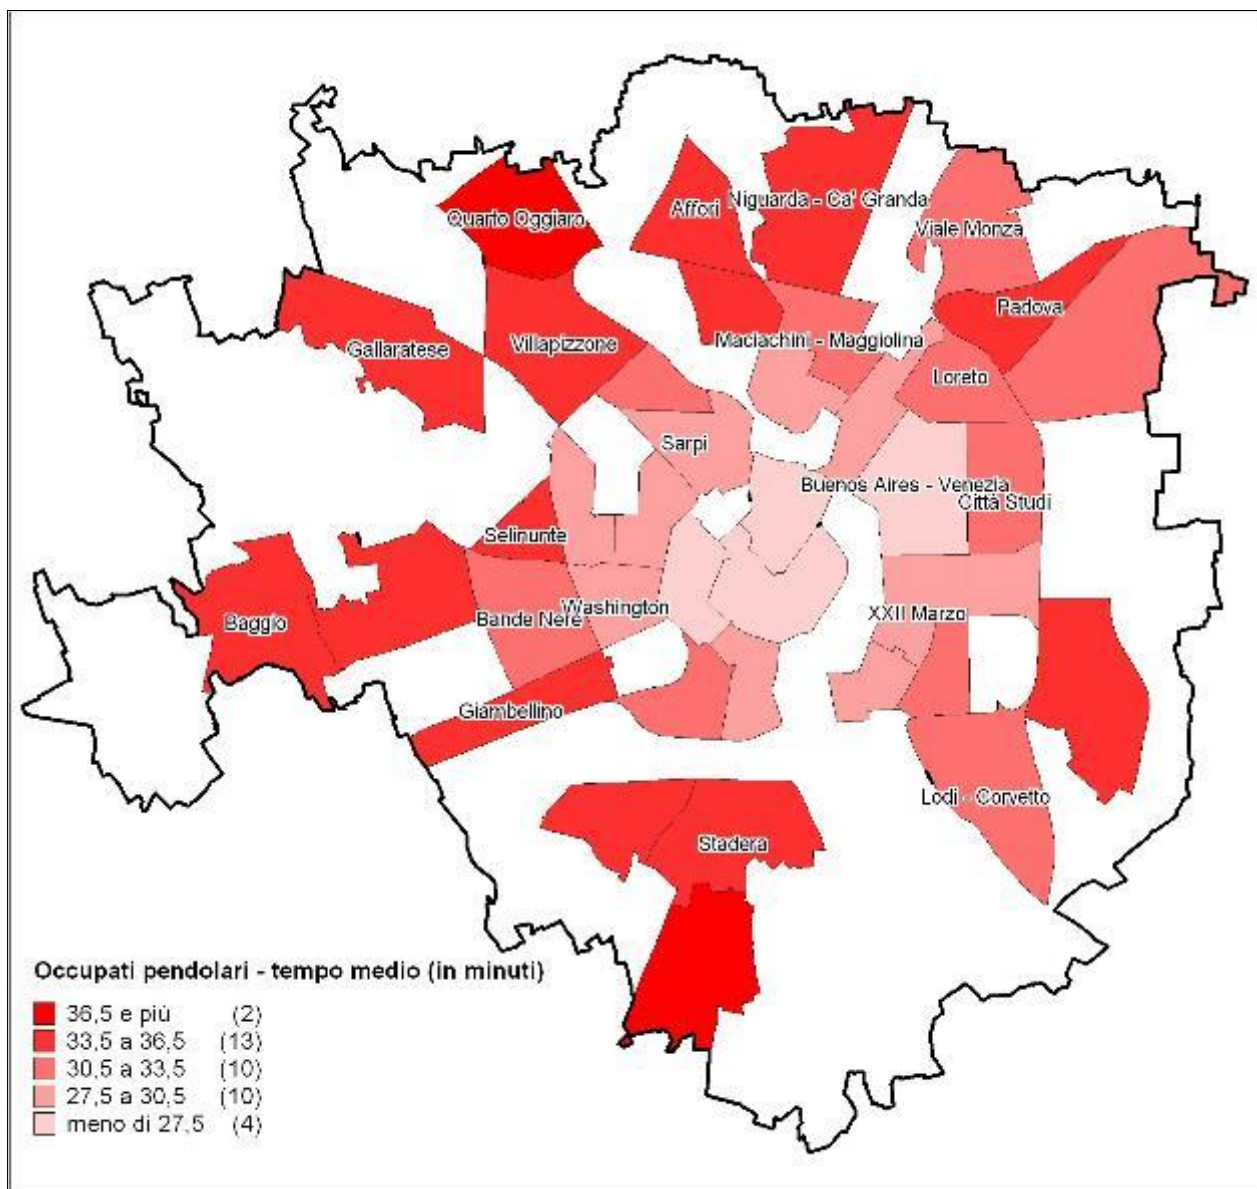 Quarto Oggiaro
Affori
Niguarda - Ca' Granda
Viale Monza
Padova
Gallaratese
Villapizzone
Maciachini - Maggiolina
Loreto
Sarpi
Buenos Aires - Venezia
Città Studi
Selinunte
Baggio
Bande Nere
Washington
XXII Marzo
Giambellino
Lodi - Corvetto
Stadera
Occupati pendolari - tempo medio (in minuti)
36,5 e più (2)
33,5 a 36,5 (13)
30,5 a 33,5 (10)
27,5 a 30,5 (10)
meno di 27,5 (4)